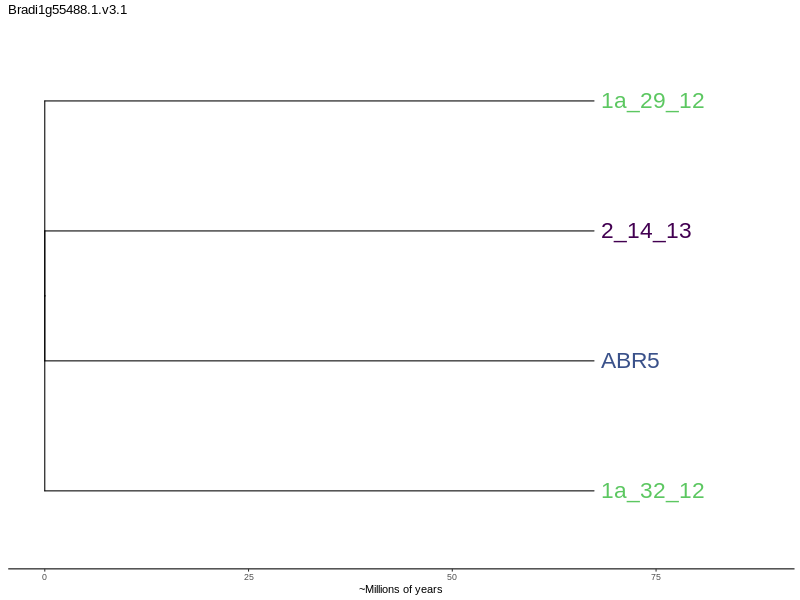 Bradi1g55488.1.v3.1
1a_29_12
2_14_13
ABR5
1a_32_12
0 25 50 75
~Millions of years